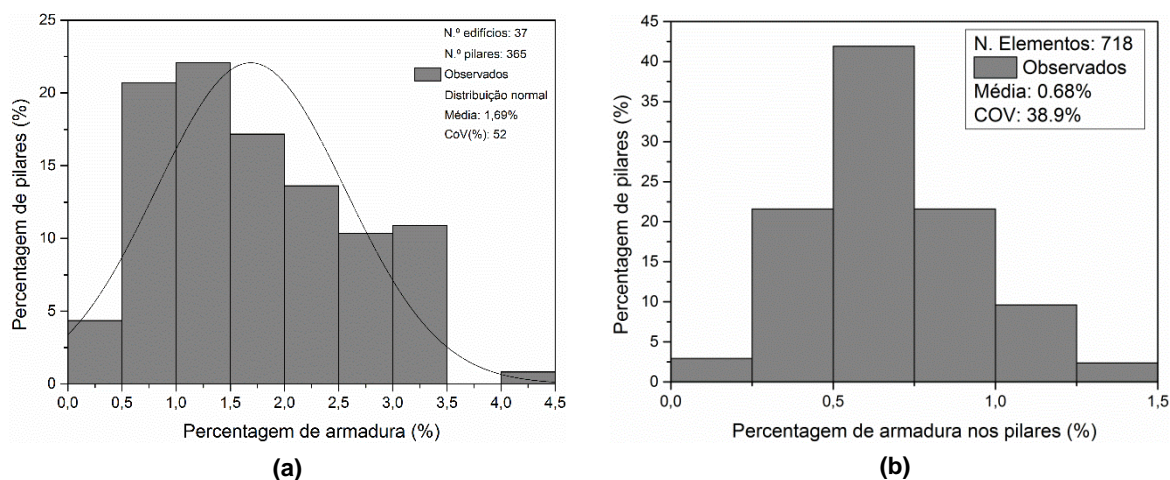 25
20
15
10
5
0
Percentagem de pilares (%)
N.º edifícios: 37
N.º pilares: 365
Observados
Distribuição normal
Média: 1,69%
CoV(%): 52
0,0 0,5 1,0 1,5 2,0 2,5 3,0 3,5 4,0 4,5
Percentagem de armadura (%)
(a)
45
40
35
30
25
20
15
10
5
0
Percentagem de pilares (%)
N. Elementos: 718
Observados
Média: 0.68%
COV: 38.9%
0,0 0,5 1,0 1,5
Percentagem de armadura nos pilares (%)
(b)